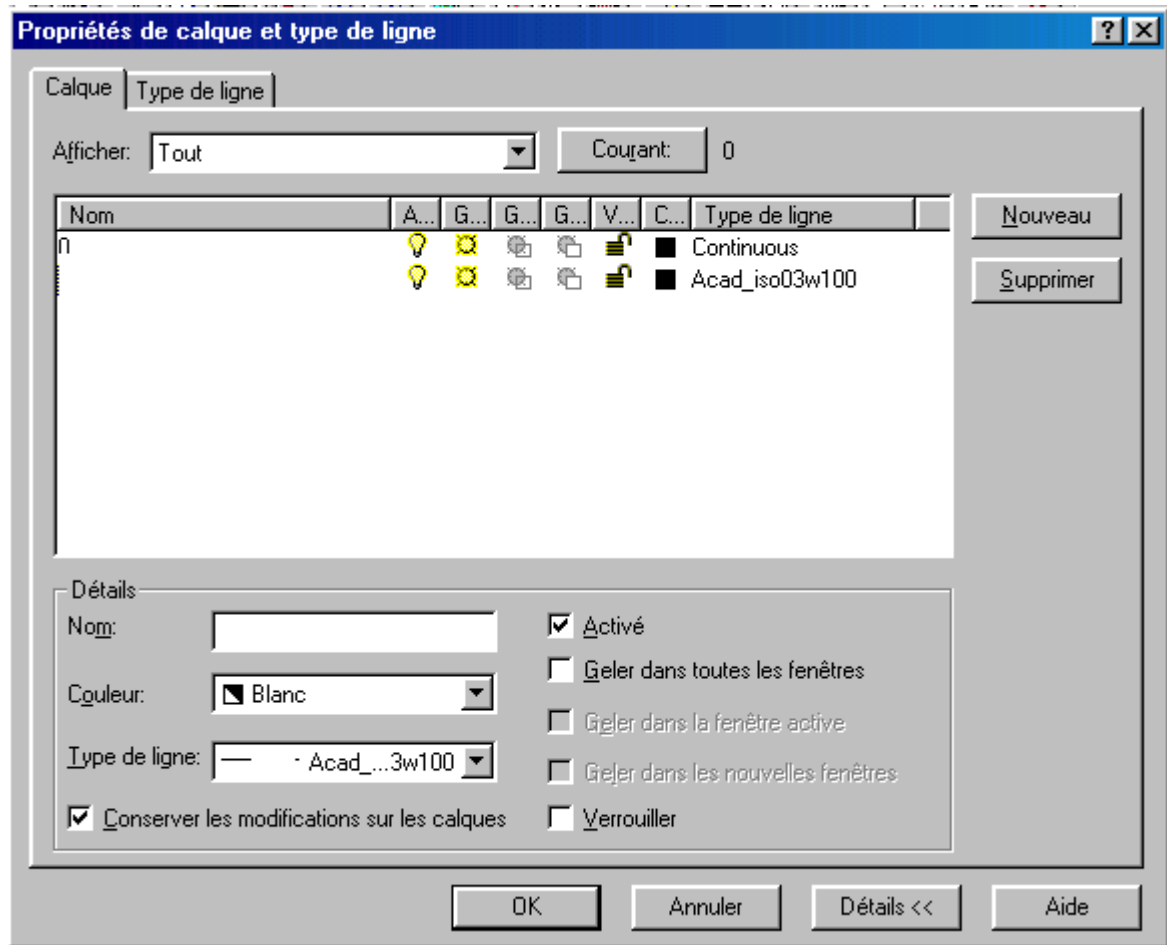 Propriétés de calque et type de ligne
Calque Type de ligne
Afficher: Tout Courant: 0
Nom A... G... G... G... V... C... Type de ligne Nouveau
0 Continuous
Acad_iso03w100 Supprimer
Détails
Nom: Activé
Geler dans toutes les fenêtres
Couleur: Blanc
Geler dans la fenêtre active
Type de ligne: Acad_...3w100
Geler dans les nouvelles fenêtres
Conserver les modifications sur les calques Verrouiller
OK Annuler Détails << Aide